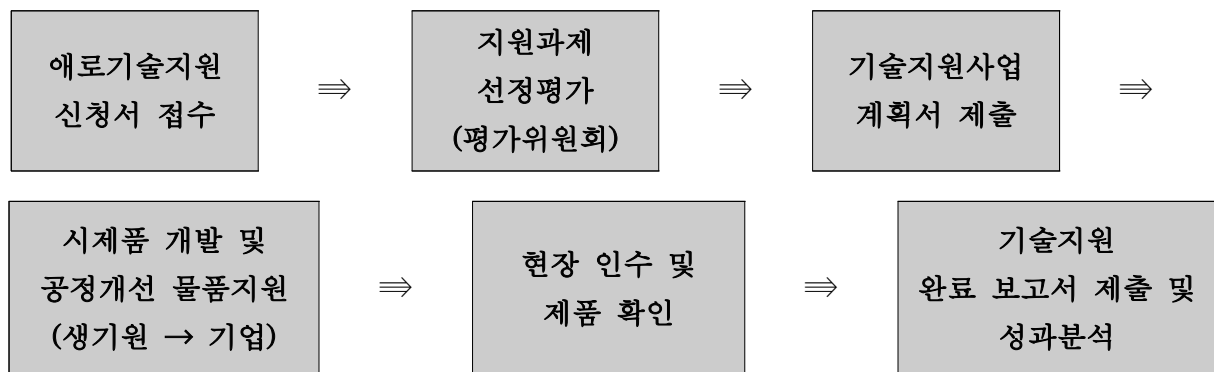 애로기술지원
신청서 접수
⇒
지원과제
선정평가
(평가위원회)
⇒
기술지원사업
계획서 제출
⇒
시제품 개발 및
공정개선 물품지원
(생기원 → 기업)
⇒
현장 인수 및
제품 확인
⇒
기술지원
완료 보고서 제출 및
성과분석